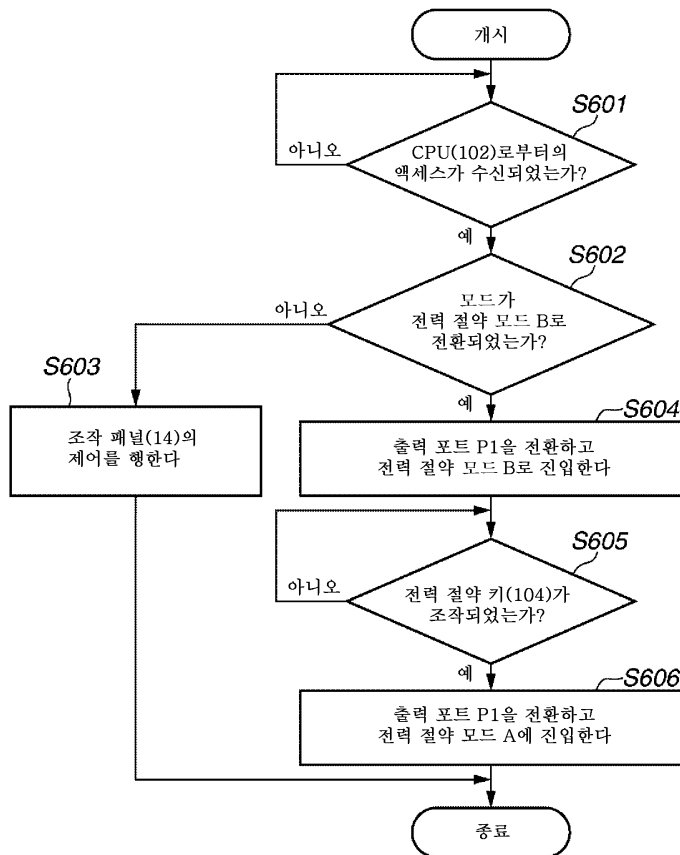 개시
S601
CPU(102)로부터의
액세스가 수신되었는가?
아니오
예
S602
모드가
전력 절약 모드 B로
전환되었는가?
아니오
예
S603
조작 패널(14)의
제어를 행한다
S604
출력 포트 P1을 전환하고
전력 절약 모드 B로 진입한다
S605
전력 절약 키(104)가
조작되었는가?
아니오
예
S606
출력 포트 P1을 전환하고
전력 절약 모드 A에 진입한다
종료